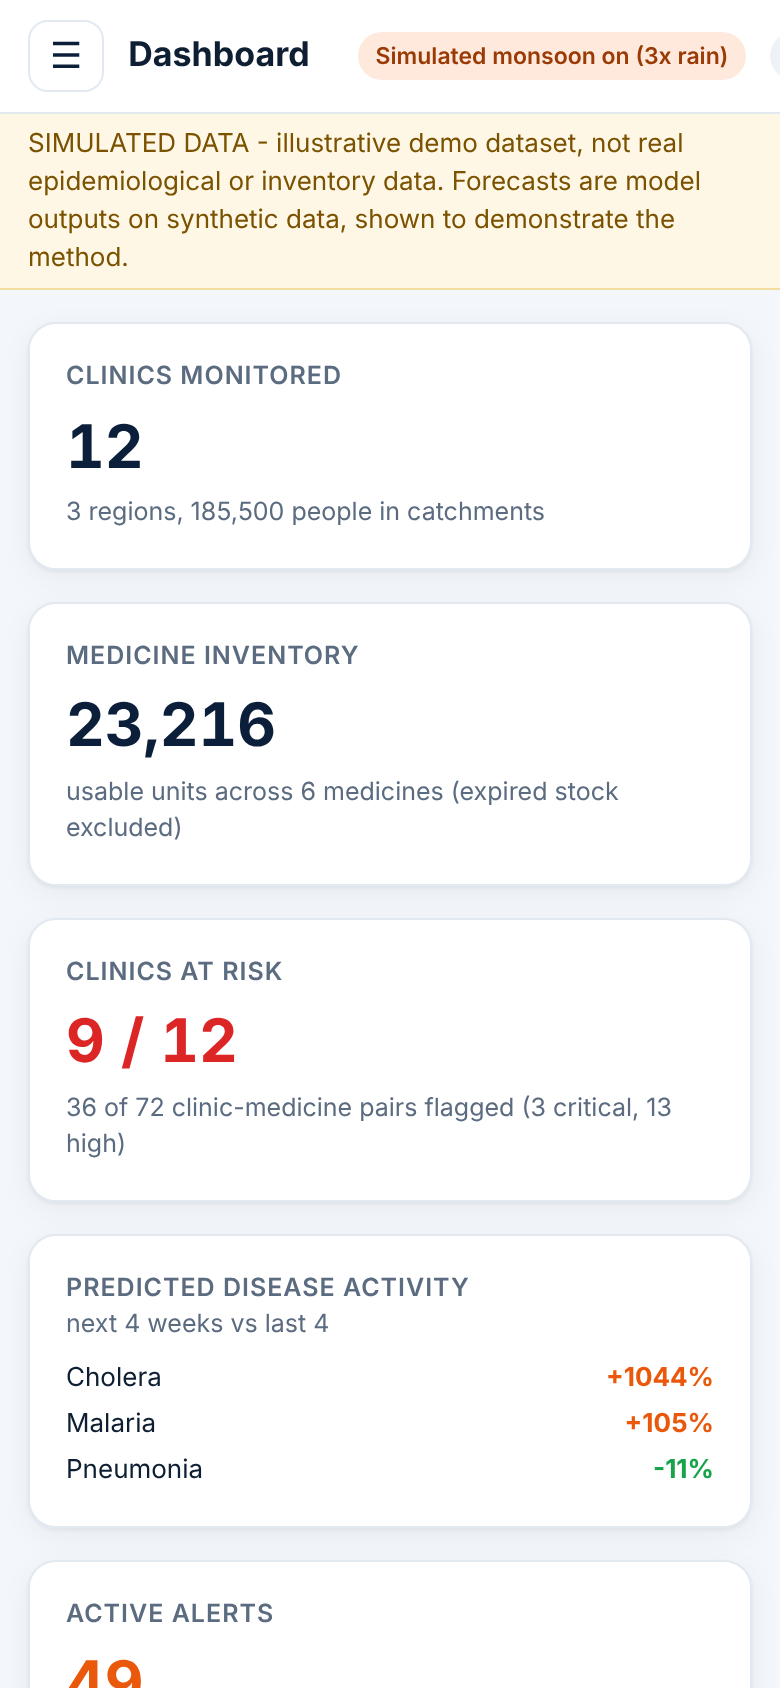 ☰ Dashboard Simulated monsoon on (3x rain)
SIMULATED DATA - illustrative demo dataset, not real
epidemiological or inventory data. Forecasts are model
outputs on synthetic data, shown to demonstrate the
method.
CLINICS MONITORED
12
3 regions, 185,500 people in catchments
MEDICINE INVENTORY
23,216
usable units across 6 medicines (expired stock
excluded)
CLINICS AT RISK
9 / 12
36 of 72 clinic-medicine pairs flagged (3 critical, 13
high)
PREDICTED DISEASE ACTIVITY
next 4 weeks vs last 4
Cholera +1044%
Malaria +105%
Pneumonia -11%
ACTIVE ALERTS
49